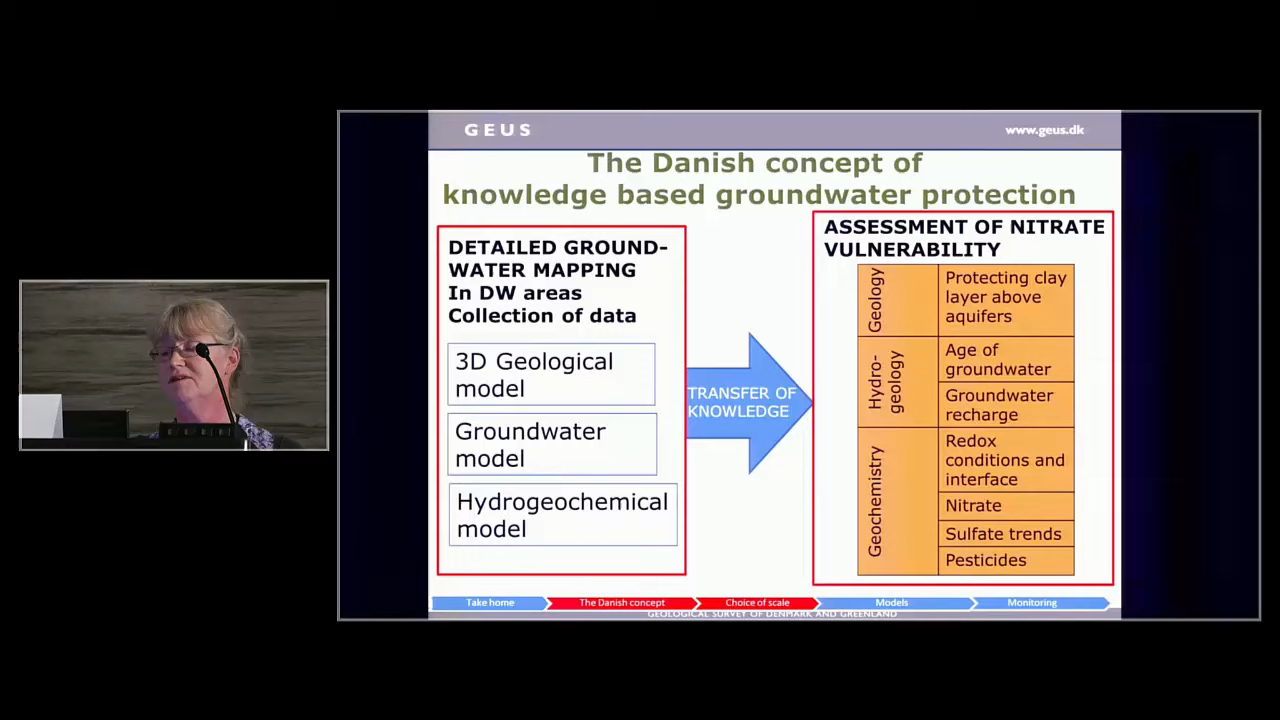 GEUS
www.geus.dk
The Danish concept of
knowledge based groundwater protection
DETAILED GROUND-
WATER MAPPING
In DW areas
Collection of data
3D Geological
model
Groundwater
model
Hydrogeochemical
model
TRANSFER OF
KNOWLEDGE
ASSESSMENT OF NITRATE
VULNERABILITY
Geology
Protecting clay
layer above
aquifers
Hydro-
geology
Age of
groundwater
Groundwater
recharge
Geochemistry
Redox
conditions and
interface
Nitrate
Sulfate trends
Pesticides
Take home
The Danish concept
Choice of scale
Models
Monitoring
GEOLOGICAL SURVEY OF DENMARK AND GREENLAND